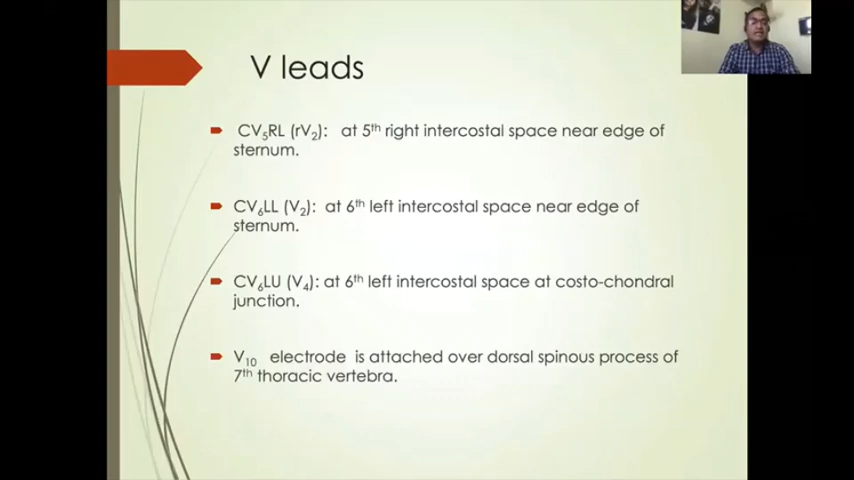 V leads
CV₅RL (rV₂): at 5ᵗʰ right intercostal space near edge of
sternum.
CV₆LL (V₂): at 6ᵗʰ left intercostal space near edge of
sternum.
CV₆LU (V₄): at 6ᵗʰ left intercostal space at costo-chondral
junction.
V₁₀ electrode is attached over dorsal spinous process of
7ᵗʰ thoracic vertebra.